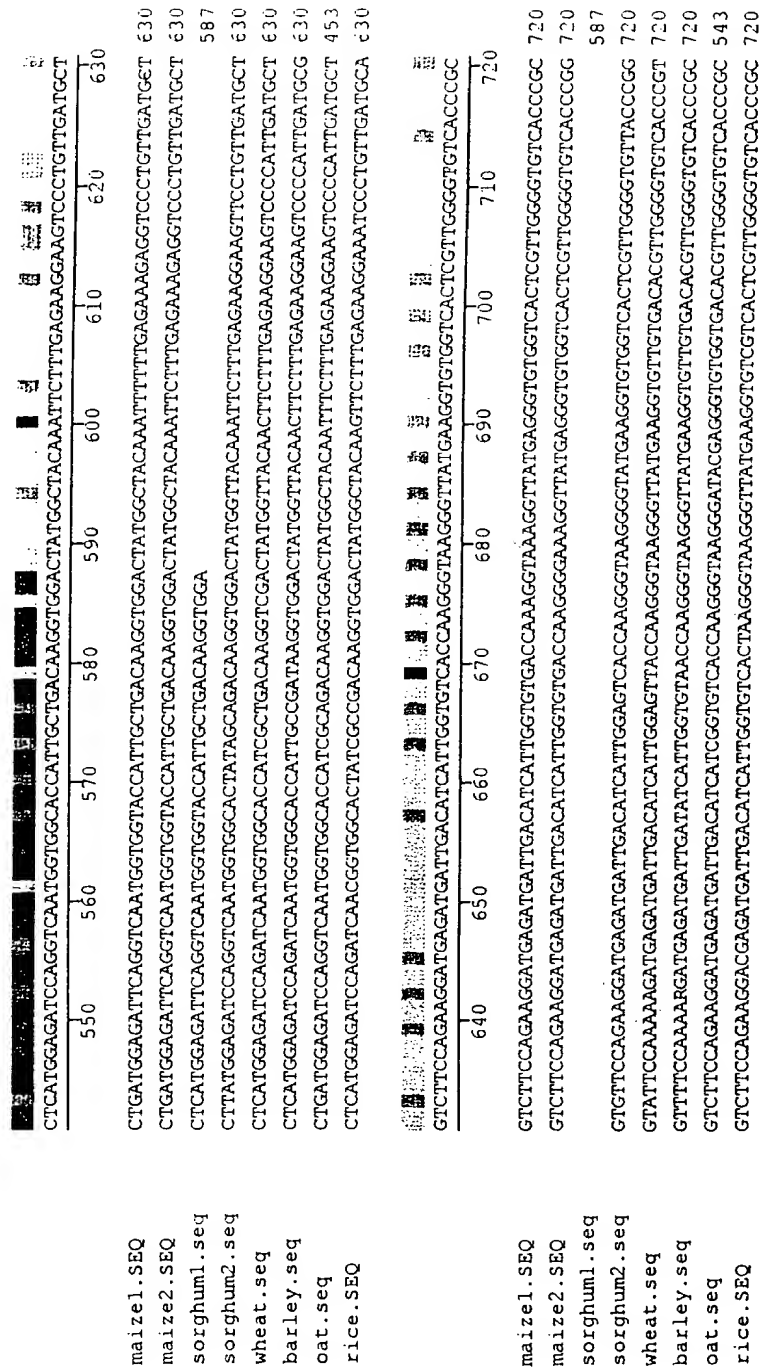 CTCATGGAGATCCAGGTCAATGGTGGCACCATTGCTGACAAGGTGGACTATGGCTACAAATTCTTTGAGAAGGAAGTCCCTGTTGATGCT
550 560 570 580 590 600 610 620 630
maize1.SEQ CTGATGGAGATTCAGGTCAATGGTGGTACCATTGCTGACAAGGTGGACTATGGCTACAAATTTTTTGAGAAAGAGGTCCCTGTTGATGCT 630
maize2.SEQ CTGATGGAGATTCAGGTCAATGGTGGTACCATTGCTGACAAGGTGGACTATGGCTACAAATTCTTTGAGAAAGAGGTCCCTGTTGATGCT 630
sorghum1.seq CTCATGGAGATTCAGGTCAATGGTGGTACCATTGCTGACAAGGTGGA 587
sorghum2.seq CTTATGGAGATCCAGGTCAATGGTGGCACTATAGCAGACAAGGTGGACTATGGTTACAAATTCTTTGAGAAGGAAGTTCCTGTTGATGCT 630
wheat.seq CTCATGGAGATCCAGATCAATGGTGGCACCATCGCTGACAAGGTCGACTATGGTTACAACTTCTTTGAGAAGGAAGTCCCCATTGATGCT 630
barley.seq CTCATGGAGATCCAGATCAATGGTGGCACCATTGCCGATAAGGTGGACTATGGTTACAACTTCTTTGAGAAGGAAGTCCCCATTGATGCG 630
oat.seq CTGATGGAGATCCAGGTCAATGGTGGCACCATCGCAGACAAGGTGGACTATGGCTACAATTTCTTTGAGAAGGAAGTCCCCATTGATGCT 453
rice.SEQ CTCATGGAGATCCAGATCAACGGTGGCACTATCGCCGACAAGGTGGACTATGGCTACAAGTTCTTTGAGAAGGAAATCCCTGTTGATGCA 630
GTCTTCCAGAAGGATGAGATGATTGACATCATTGGTGTCACCAAGGGTAAGGGTTATGAAGGTGTGGTCACTCGTTGGGGTGTCACCCGC
640 650 660 670 680 690 700 710 720
maize1.SEQ GTCTTCCAGAAGGATGAGATGATTGACATCATTGGTGTGACCAAAGGTAAAGGTTATGAGGGTGTGGTCACTCGTTGGGGTGTCACCCGC 720
maize2.SEQ GTCTTCCAGAAGGATGAGATGATTGACATCATTGGTGTGACCAAGGGGAAAGGTTATGAGGGTGTGGTCACTCGTTGGGGTGTCACCCGG 720
sorghum1.seq 587
sorghum2.seq GTGTTCCAGAAGGATGAGATGATTGACATCATTGGAGTCACCAAGGGTAAGGGGTATGAAGGTGTGGTCACTCGTTGGGGTGTTACCCGG 720
wheat.seq GTATTCCAAAAAGATGAGATGATTGACATCATTGGAGTTACCAAGGGTAAGGGTTATGAAGGTGTTGTGACACGTTGGGGTGTCACCCGT 720
barley.seq GTTTTCCAAAARGATGAGATGATTGATATCATTGGTGTAACCAAGGGTAAGGGTTATGAAGGTGTTGTGACACGTTGGGGTGTCACCCGC 720
oat.seq GTCTTCCAGAAGGATGAGATGATTGACATCATCGGTGTCACCAAGGGTAAGGGATACGAGGGTGTGGTGACACGTTGGGGTGTCACCCGC 543
rice.SEQ GTCTTCCAGAAGGACGAGATGATTGACATCATTGGTGTCACTAAGGGTAAGGGTTATGAAGGTGTCGTCACTCGTTGGGGTGTCACCCGC 720